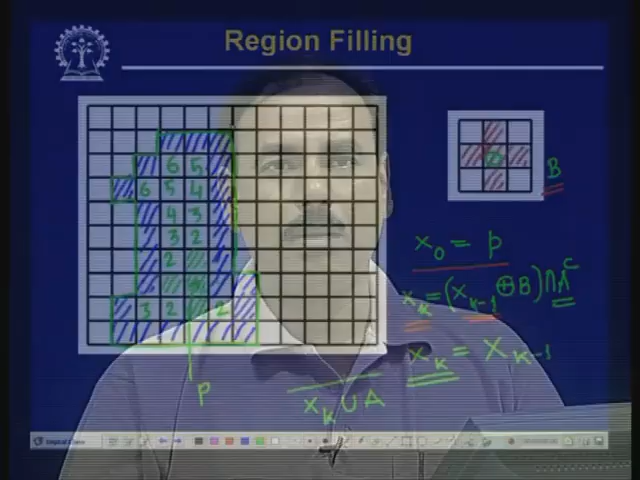 Region Filling
6 5
6 5 4
4 3
3 2
2
3 2 2
P
B
X₀ = p
Xₖ = (Xₖ₋₁ ⊕ B) ∩ Aᶜ
Xₖ = Xₖ₋₁
Xₖ ∪ A